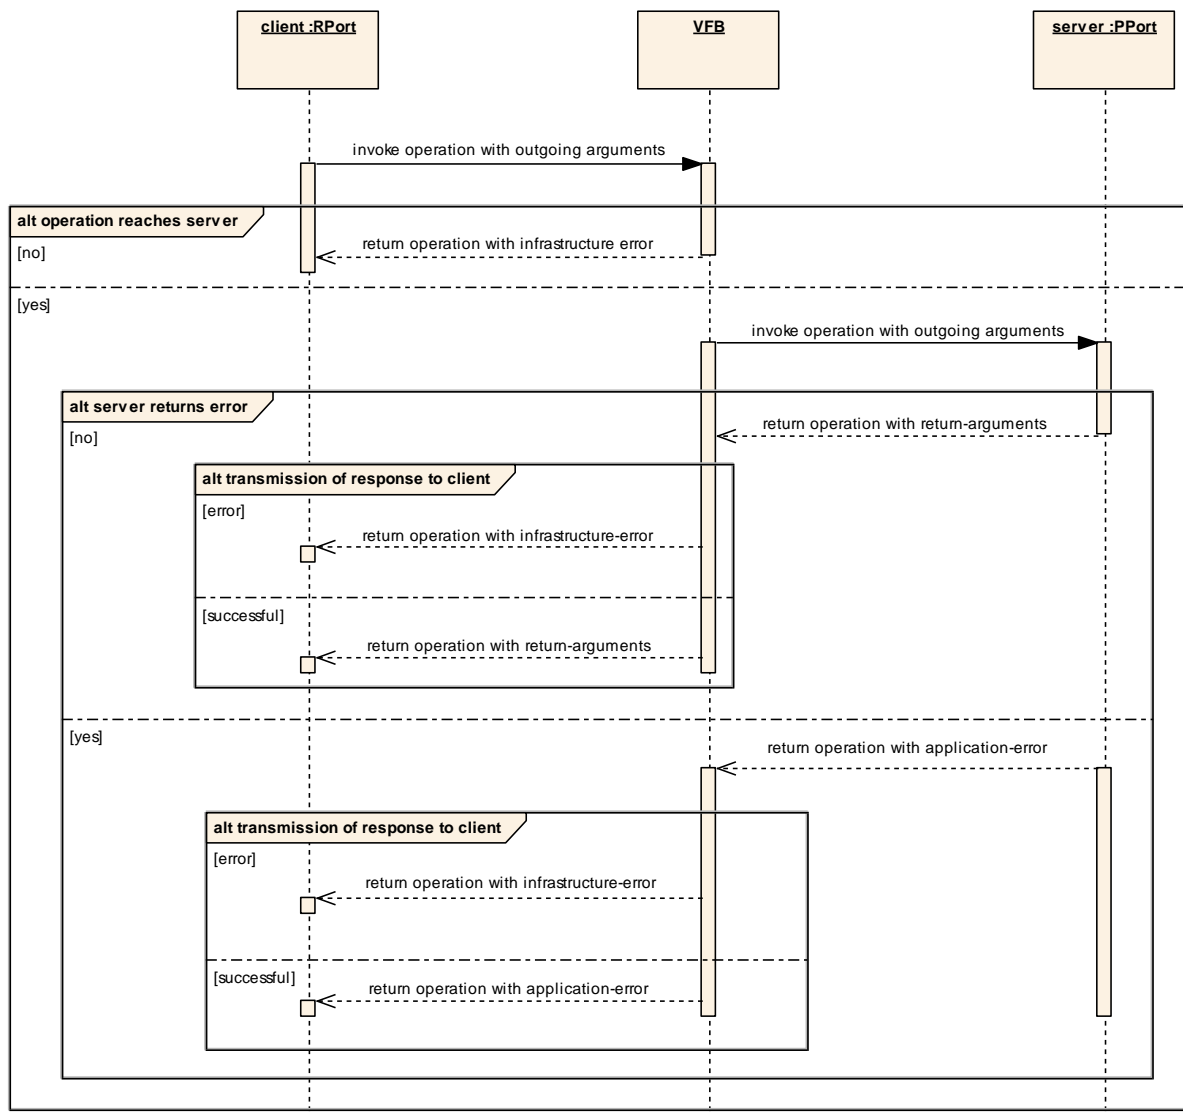 client :RPort
VFB
server :PPort
invoke operation with outgoing arguments
alt operation reaches server
return operation with infrastructure error
[no]
[yes]
invoke operation with outgoing arguments
alt server returns error
return operation with return-arguments
[no]
alt transmission of response to client
[error]
return operation with infrastructure-error
[successful]
return operation with return-arguments
[yes]
return operation with application-error
alt transmission of response to client
[error]
return operation with infrastructure-error
[successful]
return operation with application-error